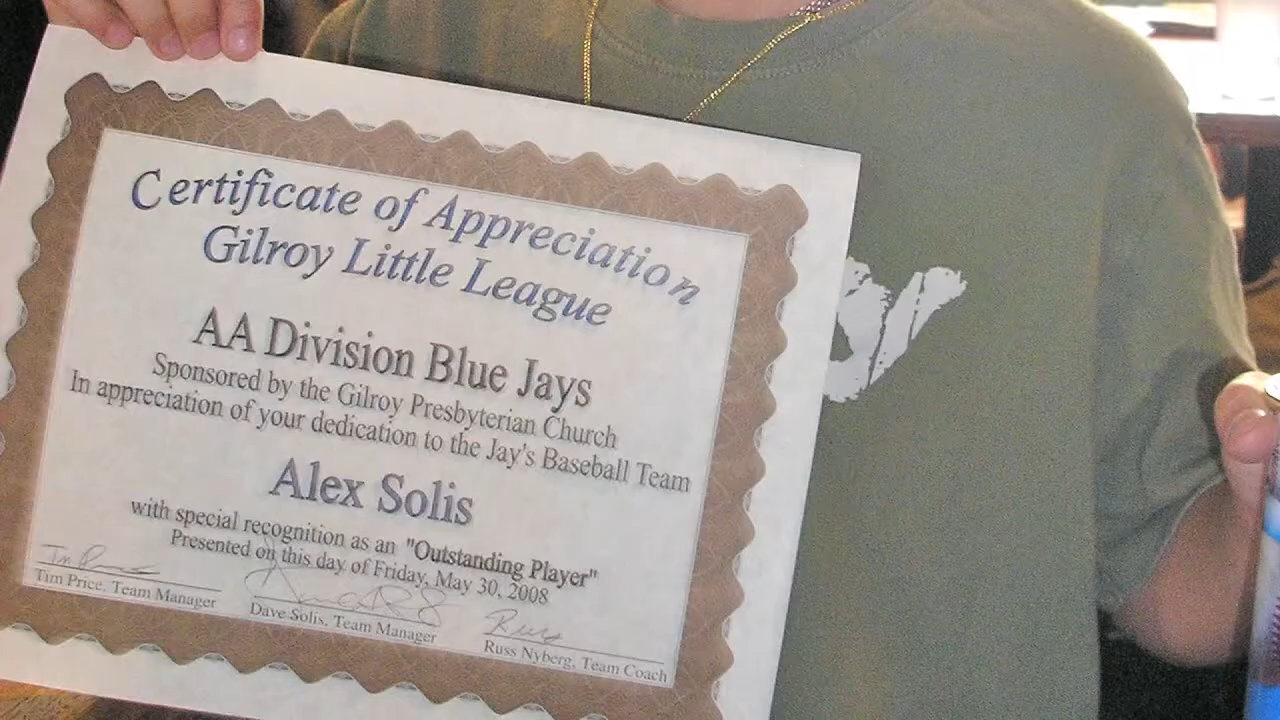 Certificate of Appreciation
Gilroy Little League
AA Division Blue Jays
Sponsored by the Gilroy Presbyterian Church
In appreciation of your dedication to the Jay's Baseball Team
Alex Solis
with special recognition as an "Outstanding Player"
Presented on this day of Friday, May 30, 2008
Tim Price, Team Manager
Dave Solis, Team Manager
Russ Nyberg, Team Coach